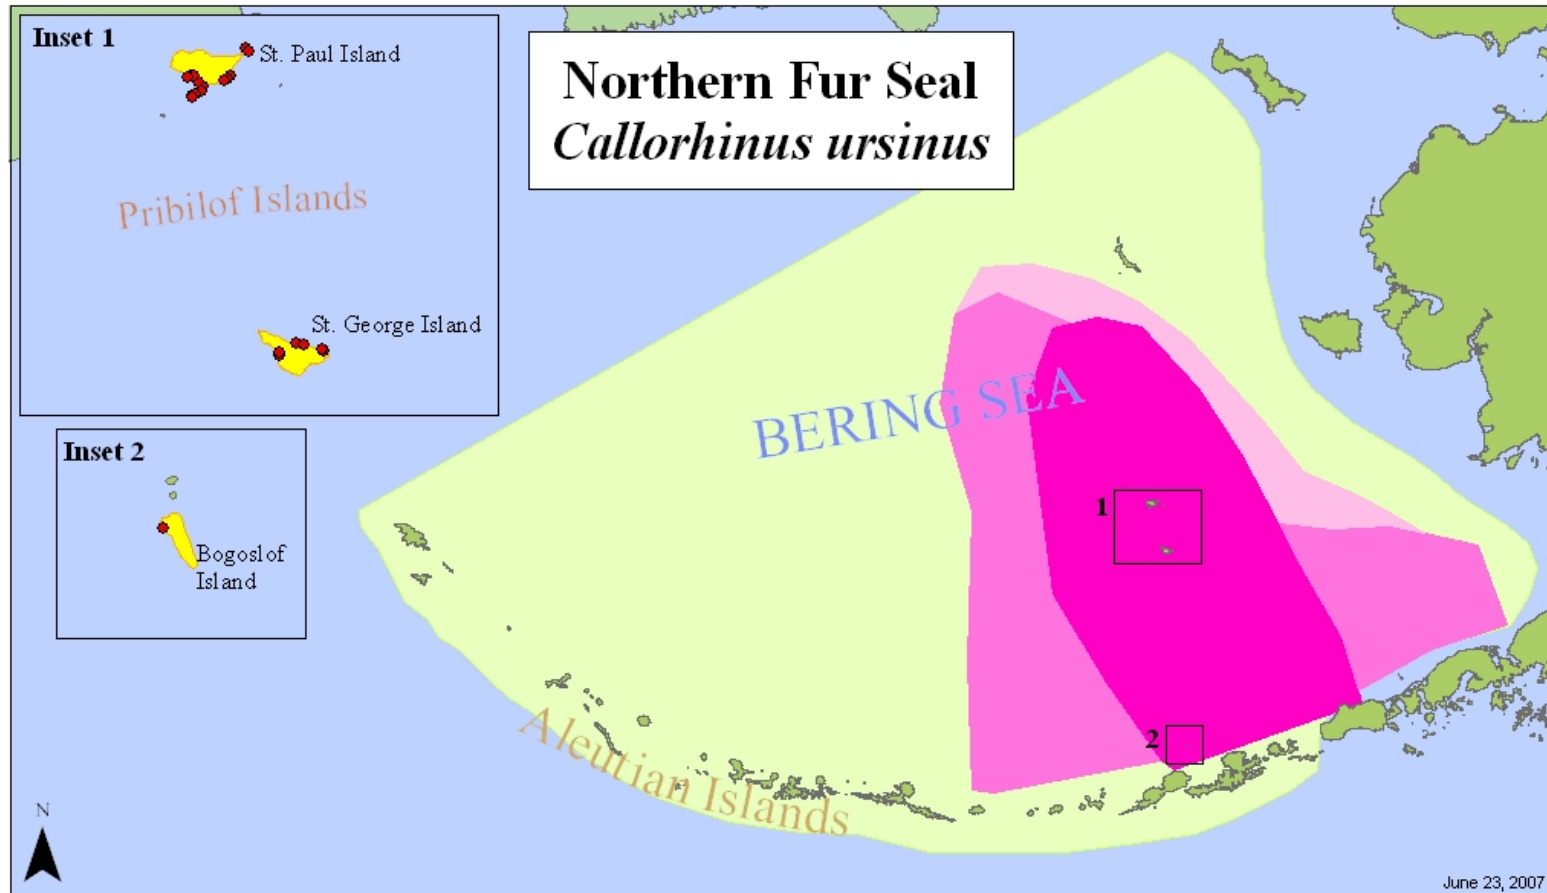 Inset 1
St. Paul Island
Pribilof Islands
St. George Island
Inset 2
Bogoslof
Island
Northern Fur Seal
Callorhinus ursinus
BERING SEA
1
2
Aleutian Islands
N
June 23, 2007